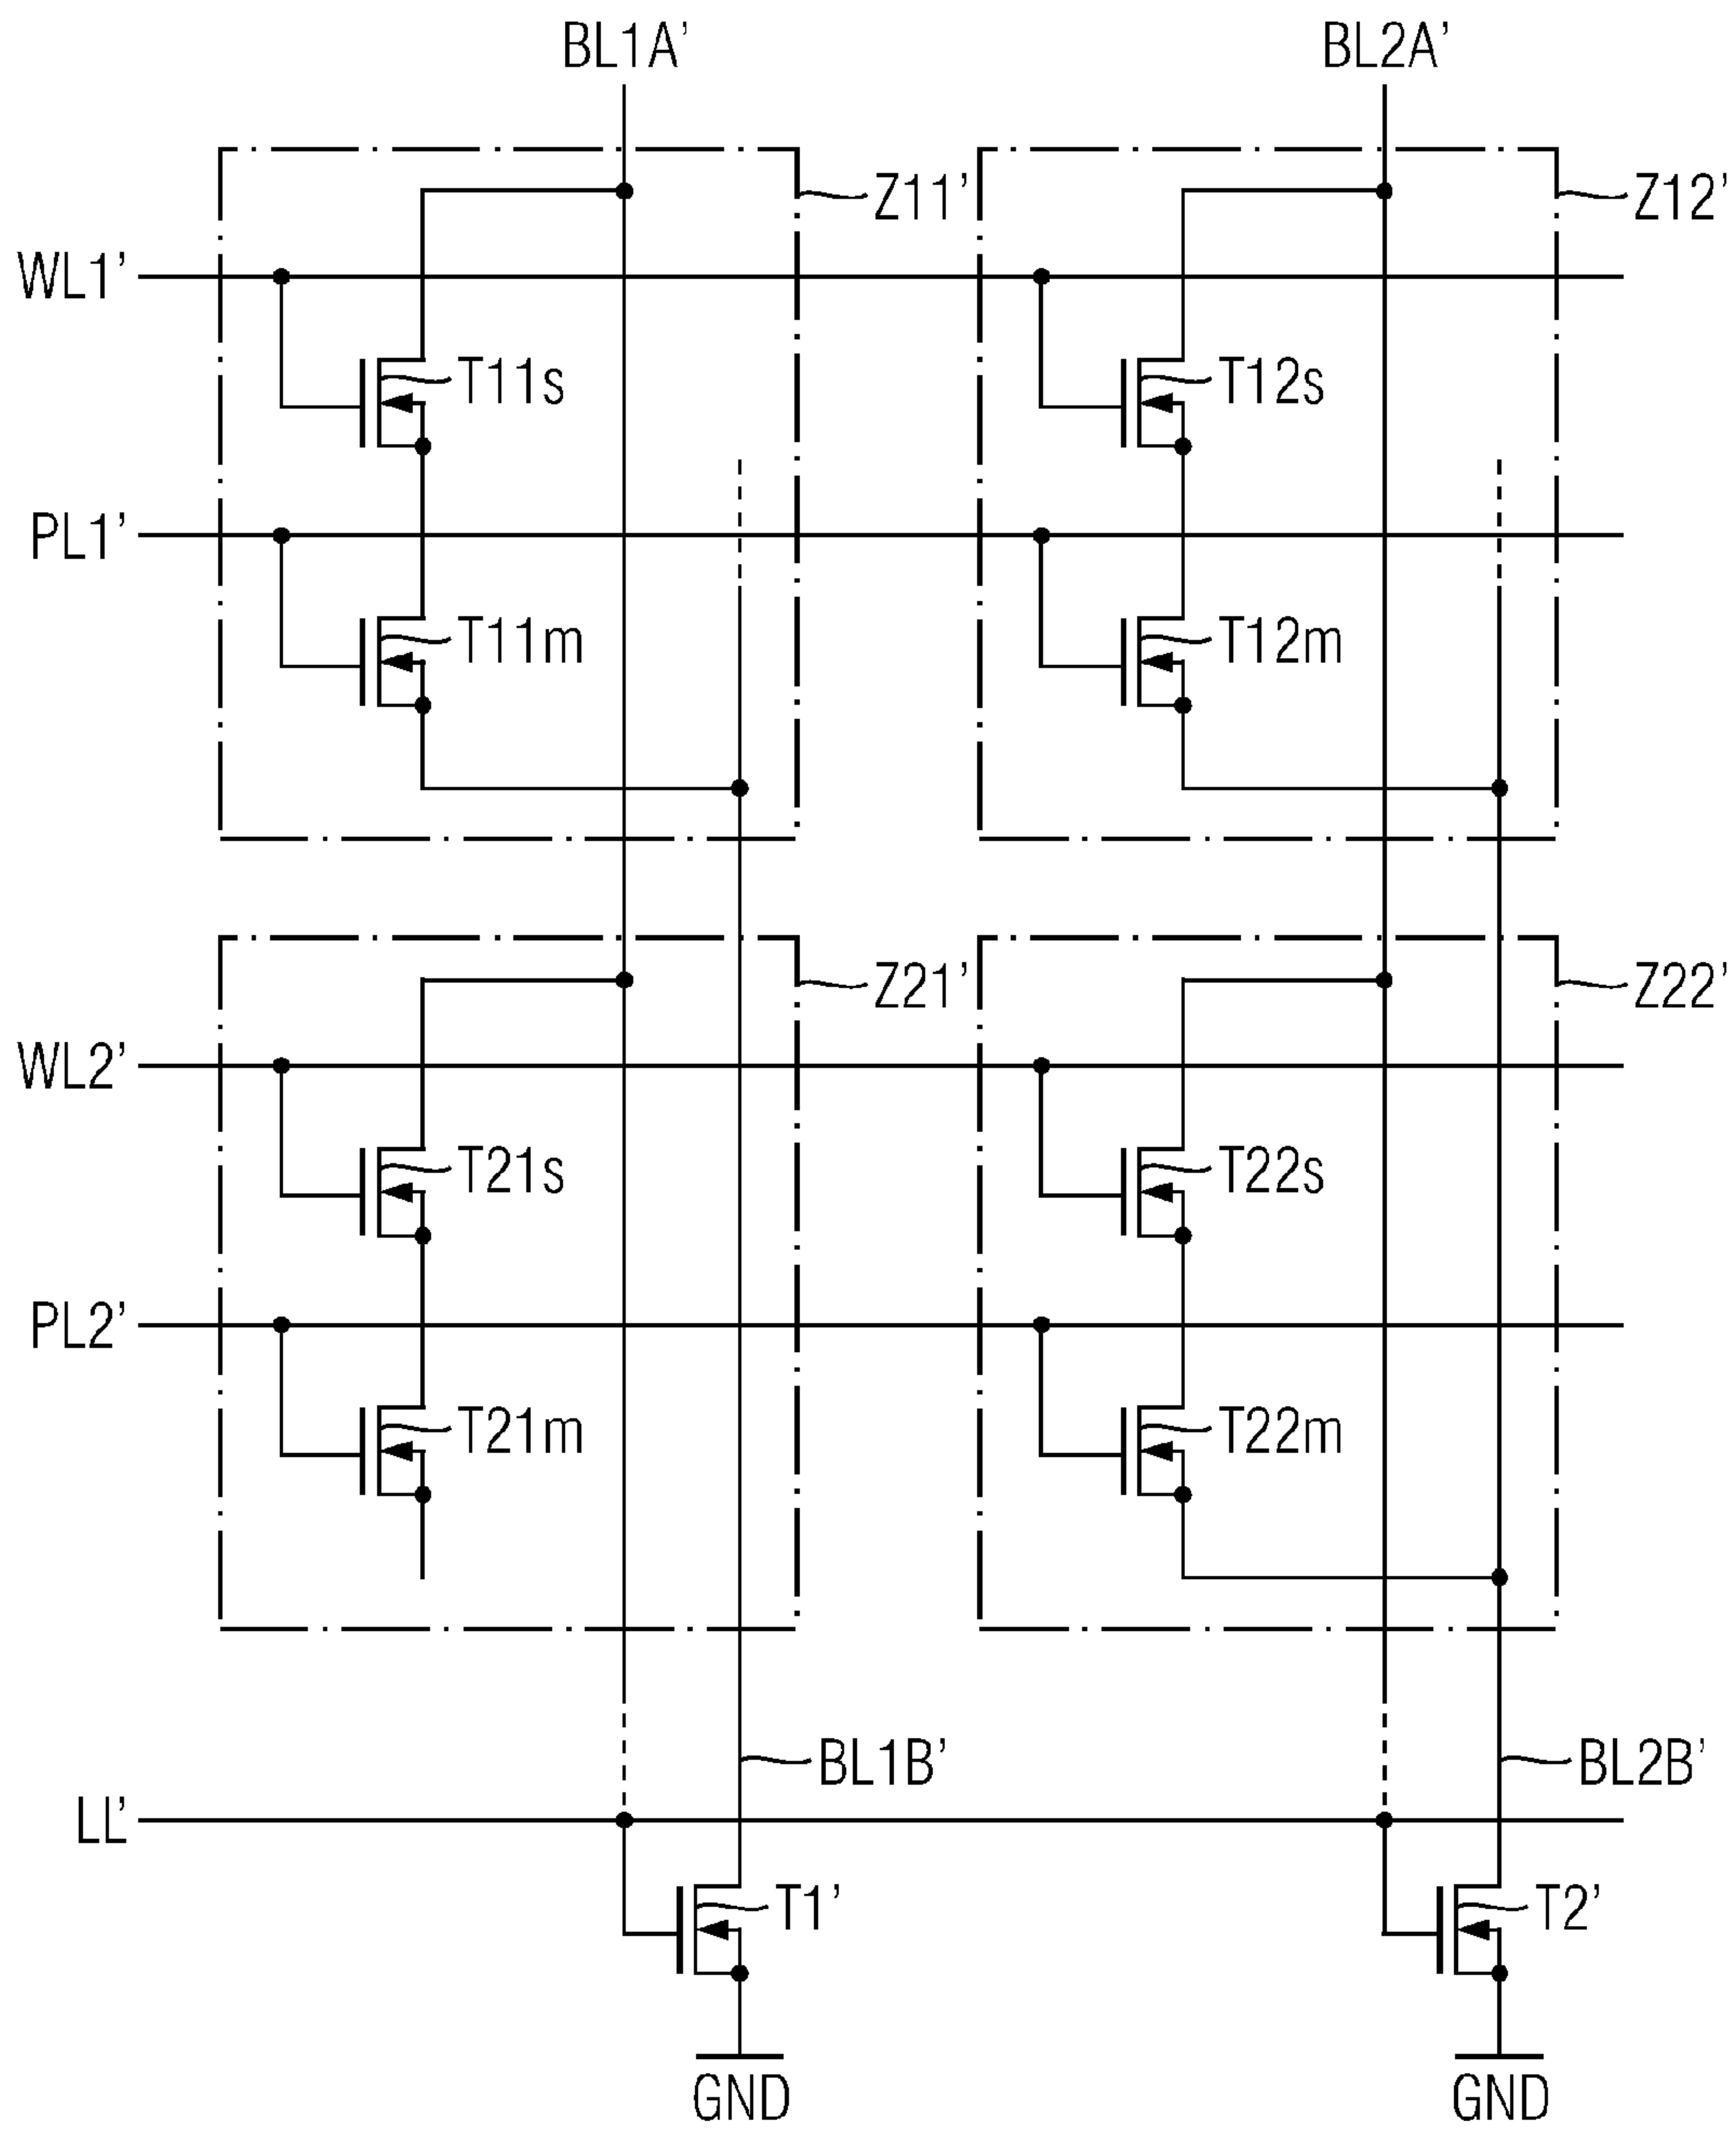 BL1A’ BL2A’
Z11’ Z12’
WL1’
T11s T12s
PL1’
T11m T12m
Z21’ Z22’
WL2’
T21s T22s
PL2’
T21m T22m
BL1B’ BL2B’
LL’
T1’ T2’
GND GND